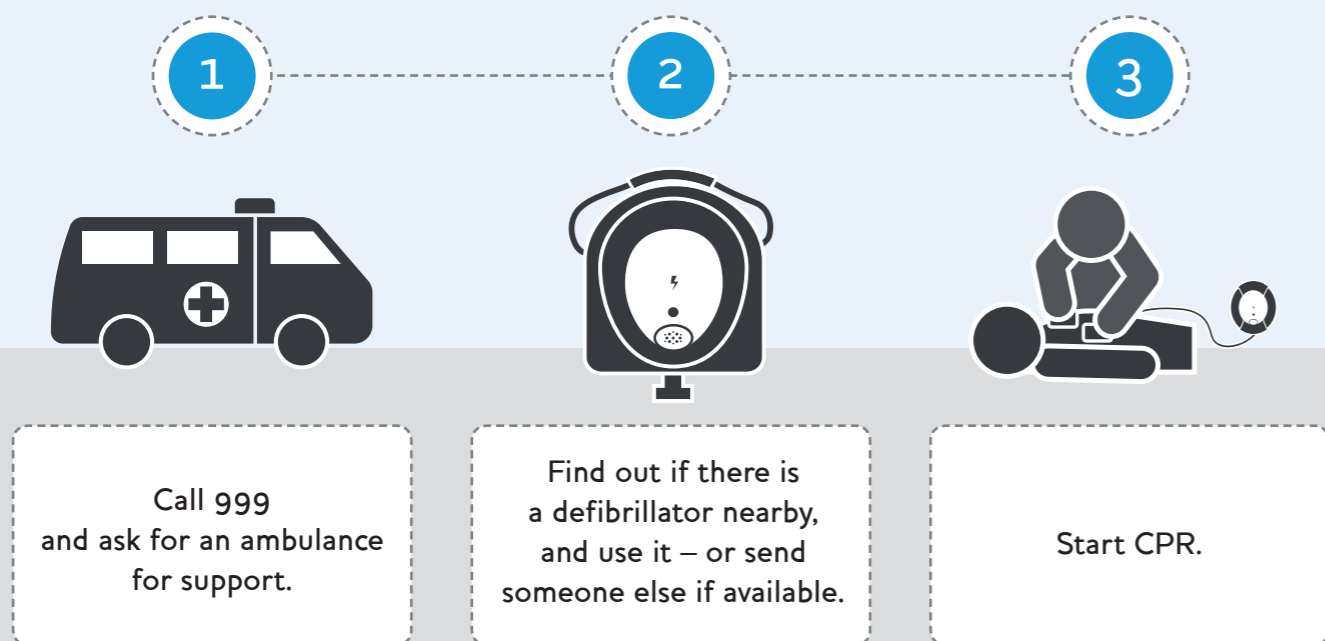 1
2
3
Call 999
and ask for an ambulance
for support.
Find out if there is
a defibrillator nearby,
and use it – or send
someone else if available.
Start CPR.